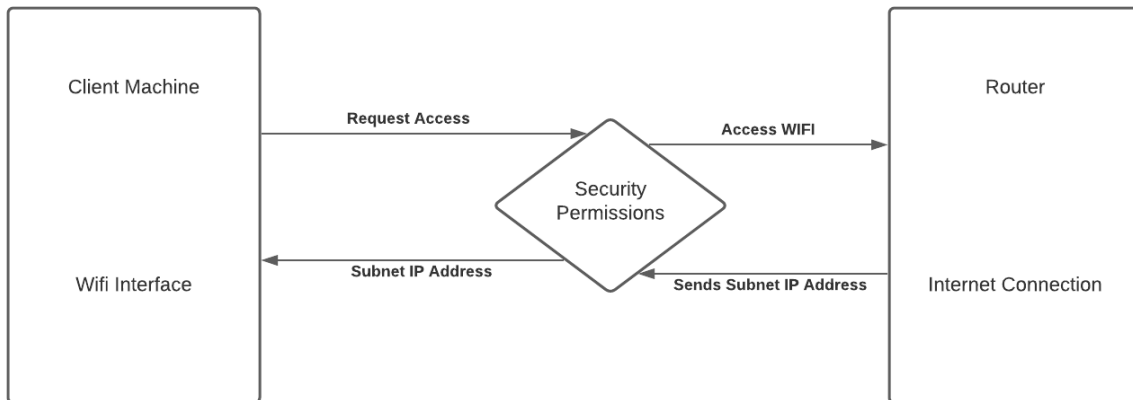 Client Machine
Request Access
Access WIFI
Router
Security
Permissions
Wifi Interface
Subnet IP Address
Sends Subnet IP Address
Internet Connection